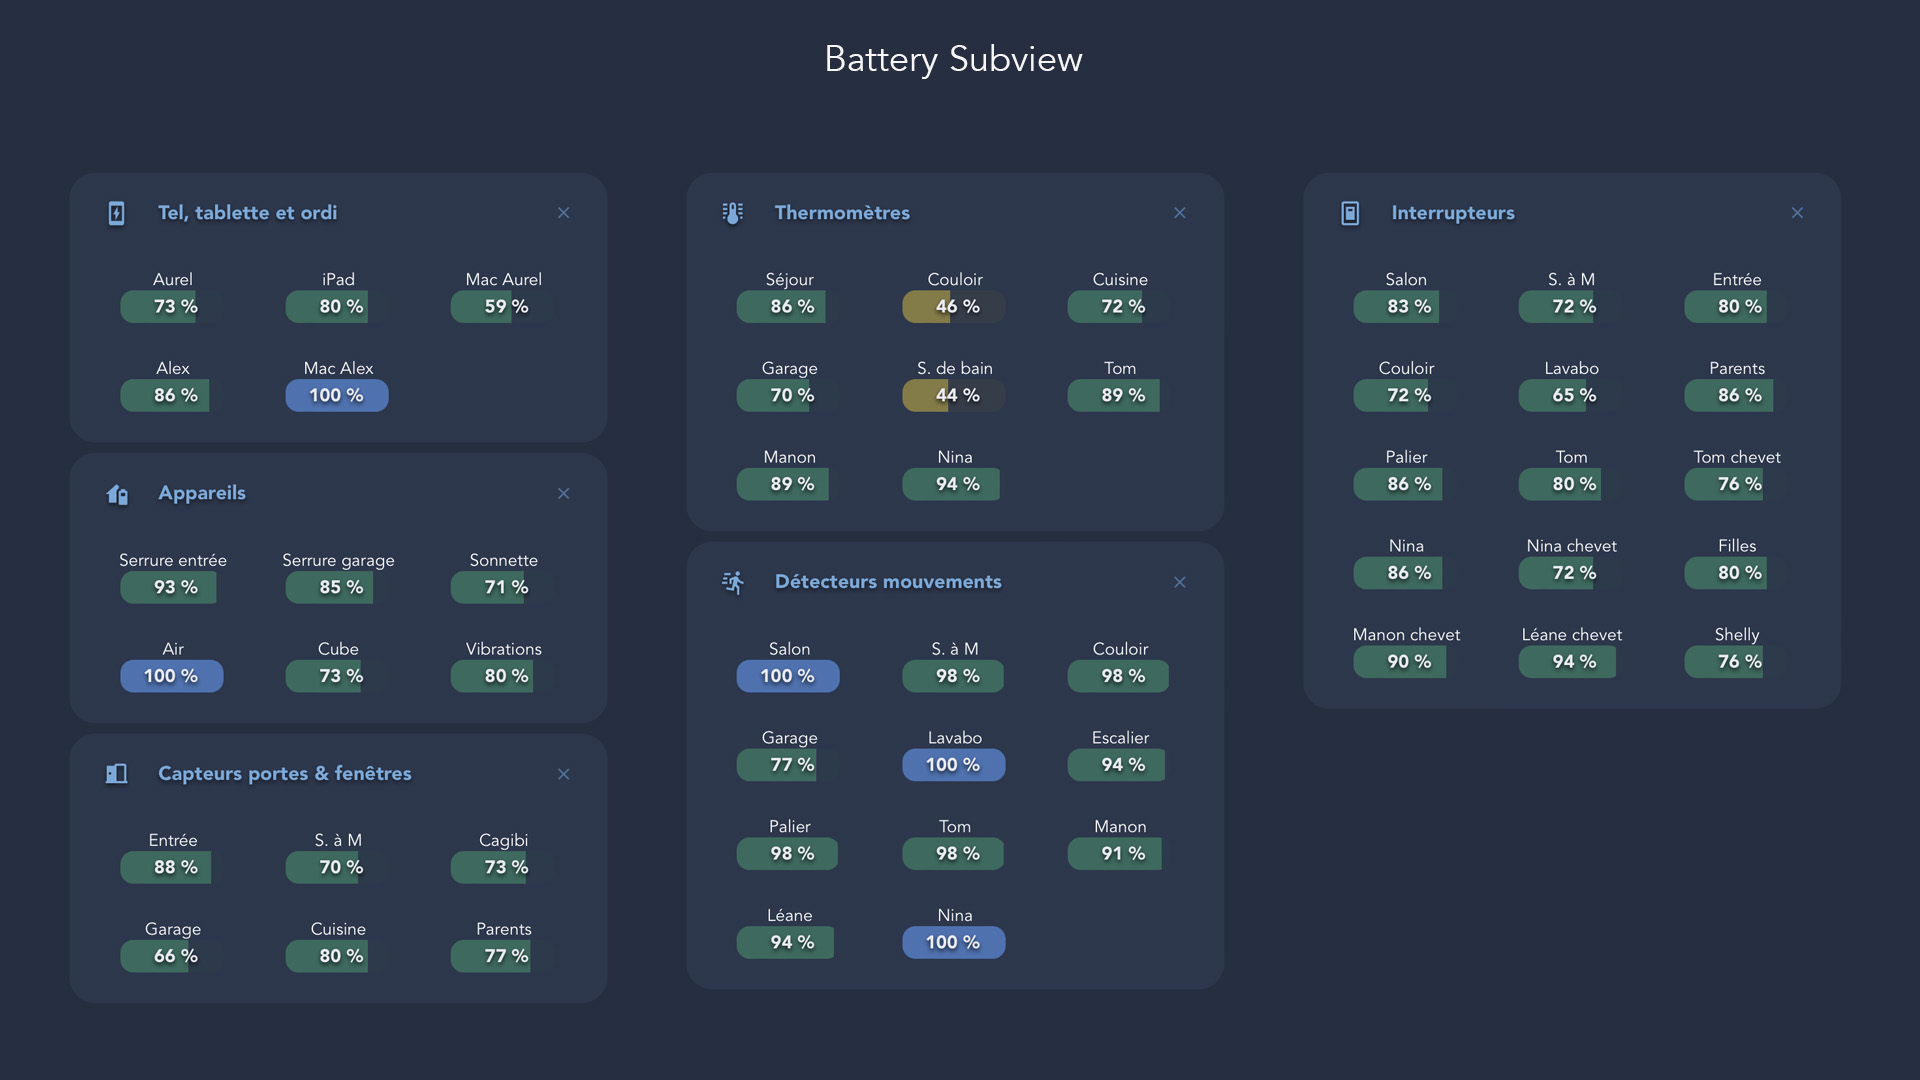 Battery Subview
Tel, tablette et ordi
Aurel iPad Mac Aurel
73 % 80 % 59 %
Alex Mac Alex
86 % 100 %
Appareils
Serrure entrée Serrure garage Sonnette
93 % 85 % 71 %
Air Cube Vibrations
100 % 73 % 80 %
Capteurs portes & fenêtres
Entrée S. à M Cagibi
88 % 70 % 73 %
Garage Cuisine Parents
66 % 80 % 77 %
Thermomètres
Séjour Couloir Cuisine
86 % 46 % 72 %
Garage S. de bain Tom
70 % 44 % 89 %
Manon Nina
89 % 94 %
Détecteurs mouvements
Salon S. à M Couloir
100 % 98 % 98 %
Garage Lavabo Escalier
77 % 100 % 94 %
Palier Tom Manon
98 % 98 % 91 %
Léane Nina
94 % 100 %
Interrupteurs
Salon S. à M Entrée
83 % 72 % 80 %
Couloir Lavabo Parents
72 % 65 % 86 %
Palier Tom Tom chevet
86 % 80 % 76 %
Nina Nina chevet Filles
86 % 72 % 80 %
Manon chevet Léane chevet Shelly
90 % 94 % 76 %